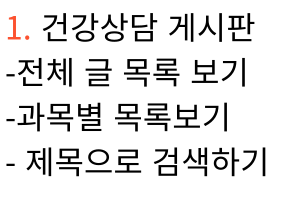 1. 건강상담 게시판
-전체 글 목록 보기
-과목별 목록보기
- 제목으로 검색하기